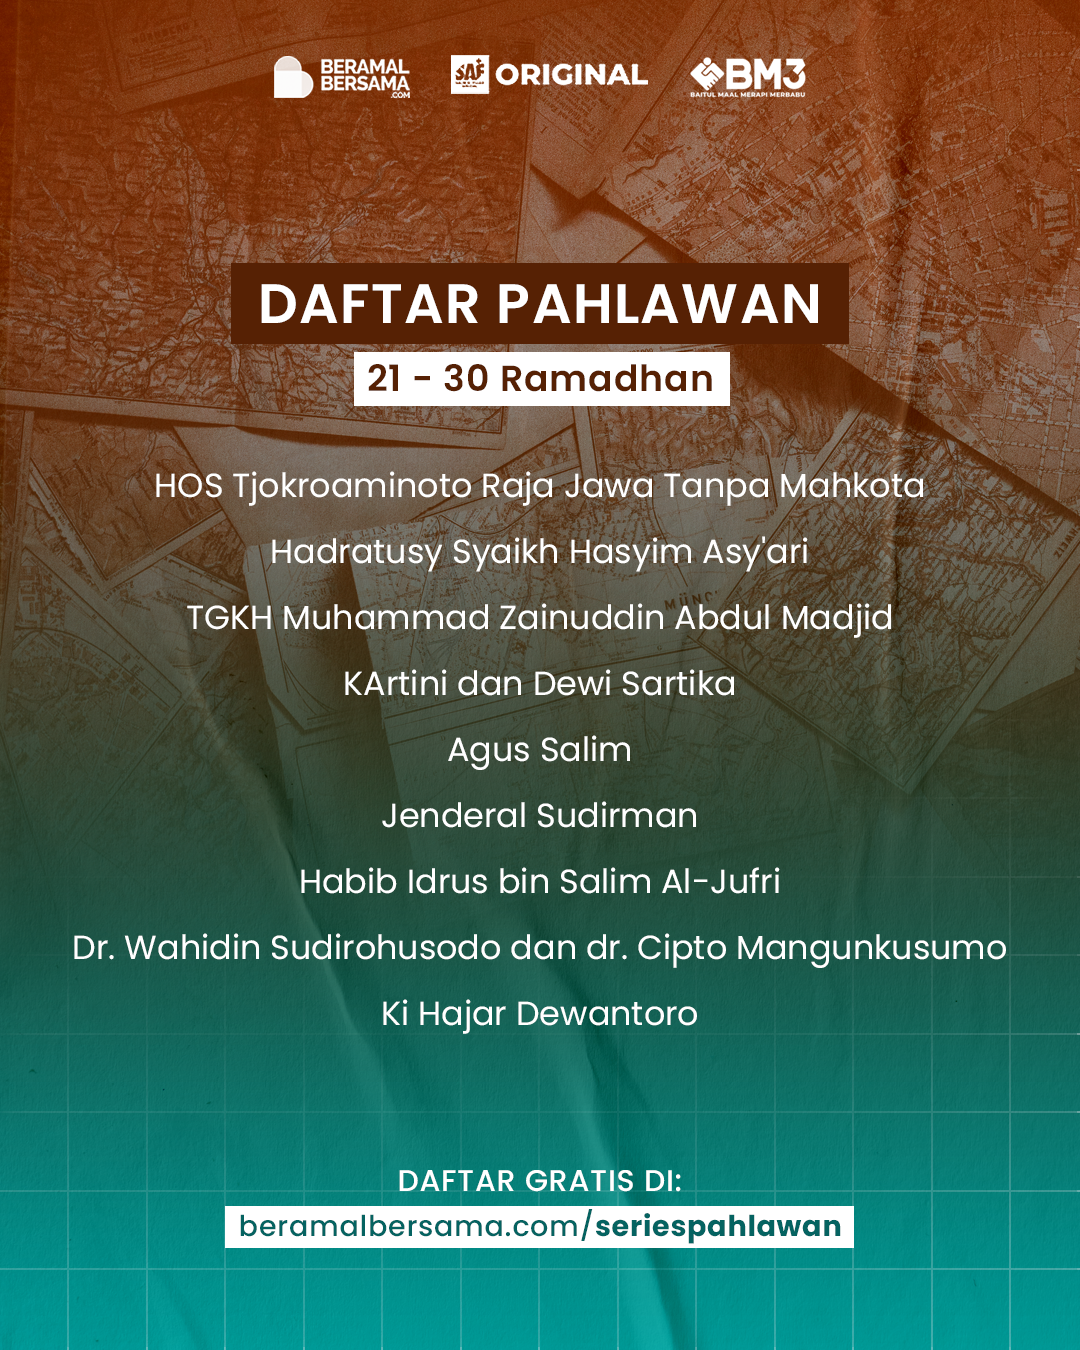 BERAMAL
BERSAMA
.COM
SAF
ORIGINAL
BM3
BAITUL MAAL MERAPI MERBABU
DAFTAR PAHLAWAN
21 - 30 Ramadhan
HOS Tjokroaminoto Raja Jawa Tanpa Mahkota
Hadratusy Syaikh Hasyim Asy'ari
TGKH Muhammad Zainuddin Abdul Madjid
KArtini dan Dewi Sartika
Agus Salim
Jenderal Sudirman
Habib Idrus bin Salim Al-Jufri
Dr. Wahidin Sudirohusodo dan dr. Cipto Mangunkusumo
Ki Hajar Dewantoro
DAFTAR GRATIS DI:
beramalbersama.com/seriespahlawan